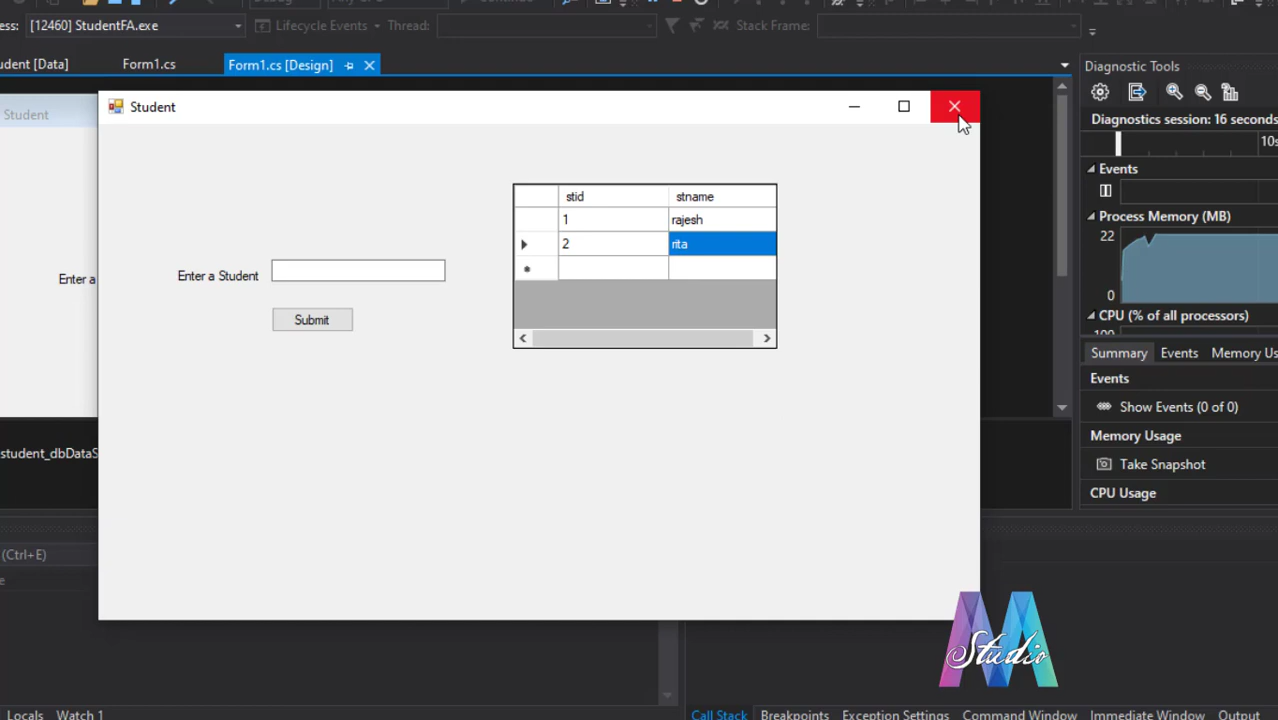 ess: [12460] StudentFA.exe Lifecycle Events Thread: Stack Frame:
udent [Data] Form1.cs Form1.cs [Design]
Diagnostic Tools
Student
Student
Diagnostics session: 16 seconds
10s
Events
Process Memory (MB)
22
0
CPU (% of all processors)
100
Summary Events Memory Us
Events
Show Events (0 of 0)
Memory Usage
Take Snapshot
CPU Usage
stid stname
1 rajesh
2 rita
Enter a
Enter a Student
Submit
student_dbDataS
(Ctrl+E)
Studio
Locals Watch 1
Call Stack Breakpoints Exception Settings Command Window Immediate Window Output